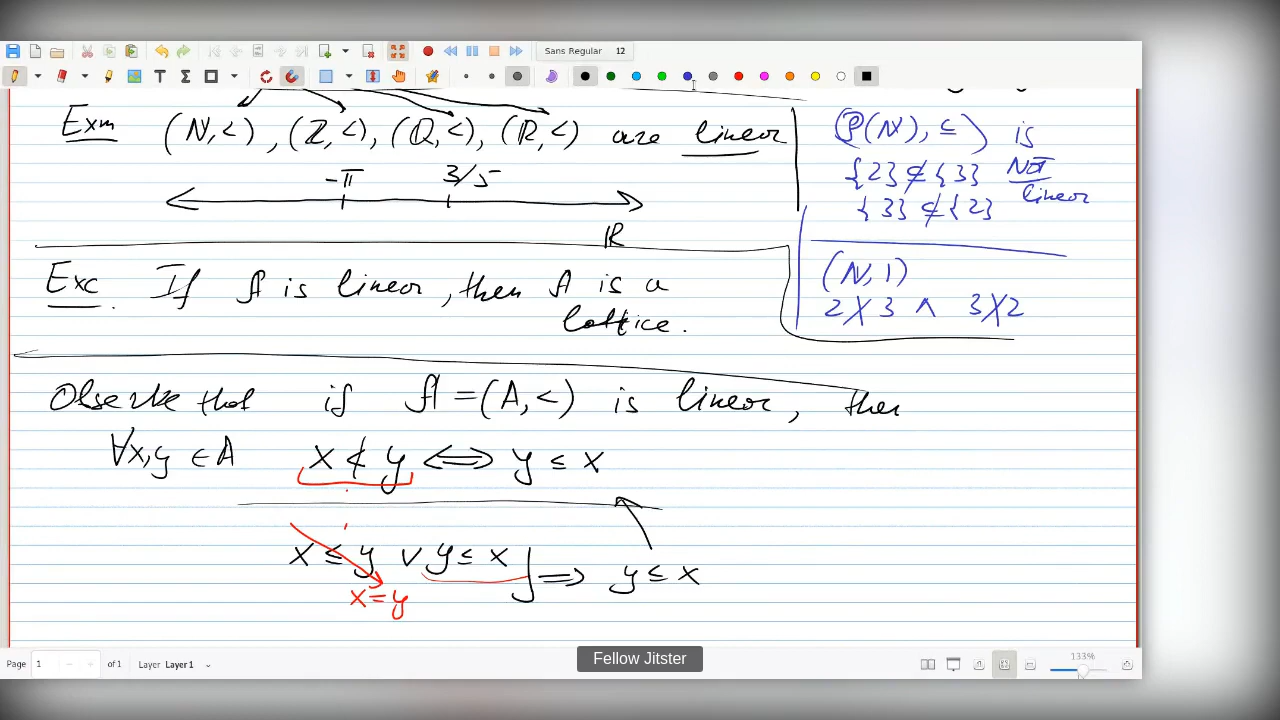 Sans Regular 12
Exm (N,<), (Z,<), (Q,<), (R,<) are linear
-π 3/5
R
Exc. If A is linear, then A is a
lattice.
(P(N), ⊆) is
{2} ⊄ {3} NOT
{3} ⊄ {2} linear
(N, |)
2 ∤ 3 ∧ 3 ∤ 2
Observe that if A = (A,<) is linear, then
∀x,y ∈ A x ≮ y ⟺ y ≤ x
x ≤ y ∨ y ≤ x ⟹ y ≤ x
x = y
Fellow Jitster
Page 1 of 1 Layer Layer 1 133%